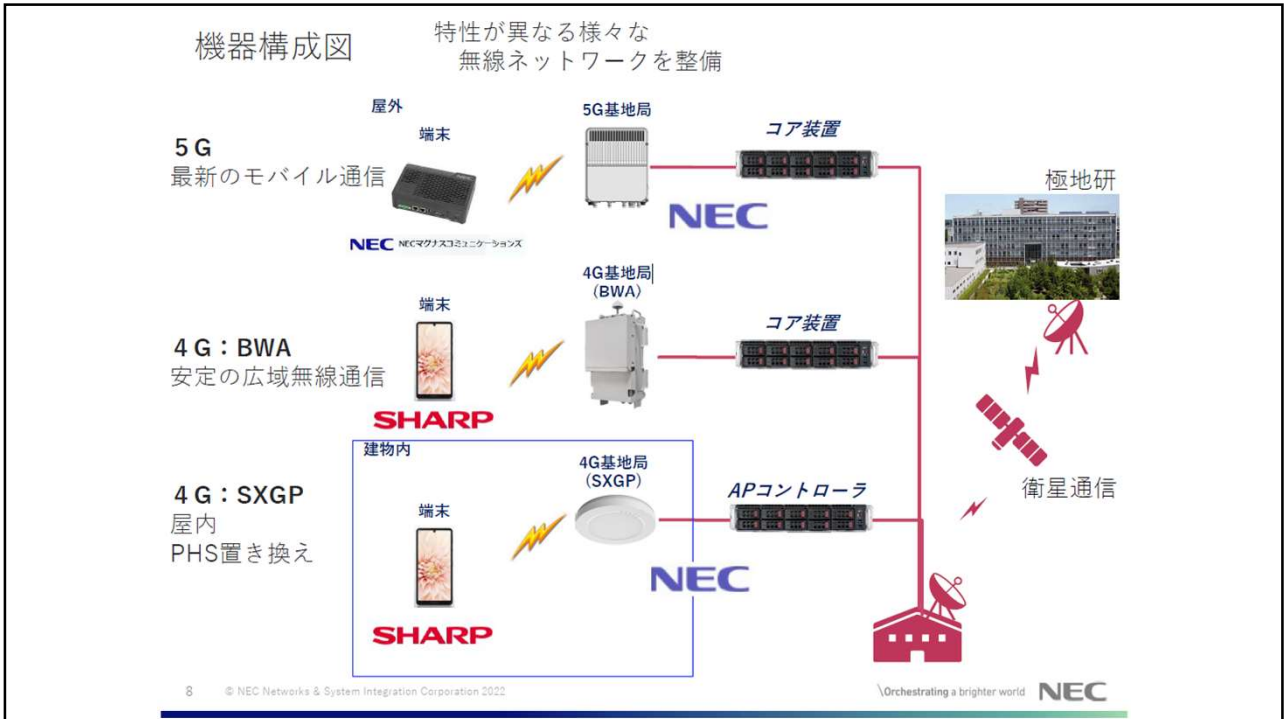 機器構成図
特性が異なる様々な
無線ネットワークを整備
屋外
5G
最新のモバイル通信
端末
NEC NECマグナスコミュニケーションズ
5G基地局
コア装置
NEC
極地研
4G：BWA
安定の広域無線通信
端末
SHARP
4G基地局
(BWA)
コア装置
衛星通信
建物内
4G：SXGP
屋内
PHS置き換え
端末
SHARP
4G基地局
(SXGP)
APコントローラ
NEC
8 © NEC Networks & System Integration Corporation 2022
\Orchestrating a brighter world NEC